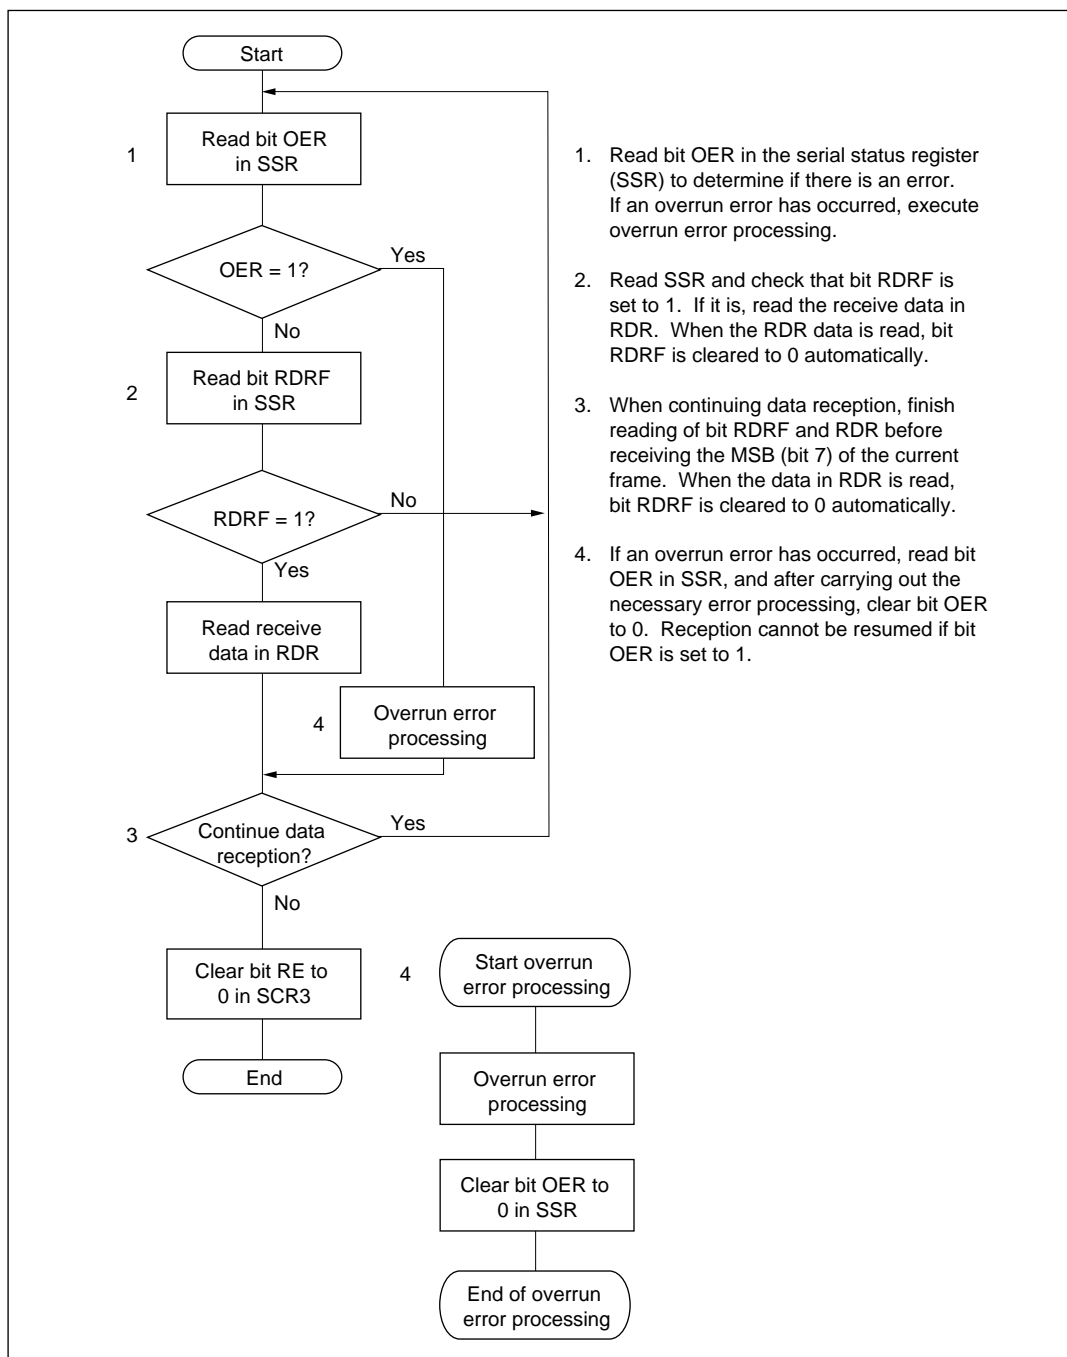 Start
1
Read bit OER
in SSR
OER = 1?
Yes
No
2
Read bit RDRF
in SSR
RDRF = 1?
No
Yes
Read receive
data in RDR
4
Overrun error
processing
3
Continue data
reception?
Yes
No
Clear bit RE to
0 in SCR3
End
4
Start overrun
error processing
Overrun error
processing
Clear bit OER to
0 in SSR
End of overrun
error processing
1. Read bit OER in the serial status register
(SSR) to determine if there is an error.
If an overrun error has occurred, execute
overrun error processing.
2. Read SSR and check that bit RDRF is
set to 1. If it is, read the receive data in
RDR. When the RDR data is read, bit
RDRF is cleared to 0 automatically.
3. When continuing data reception, finish
reading of bit RDRF and RDR before
receiving the MSB (bit 7) of the current
frame. When the data in RDR is read,
bit RDRF is cleared to 0 automatically.
4. If an overrun error has occurred, read bit
OER in SSR, and after carrying out the
necessary error processing, clear bit OER
to 0. Reception cannot be resumed if bit
OER is set to 1.